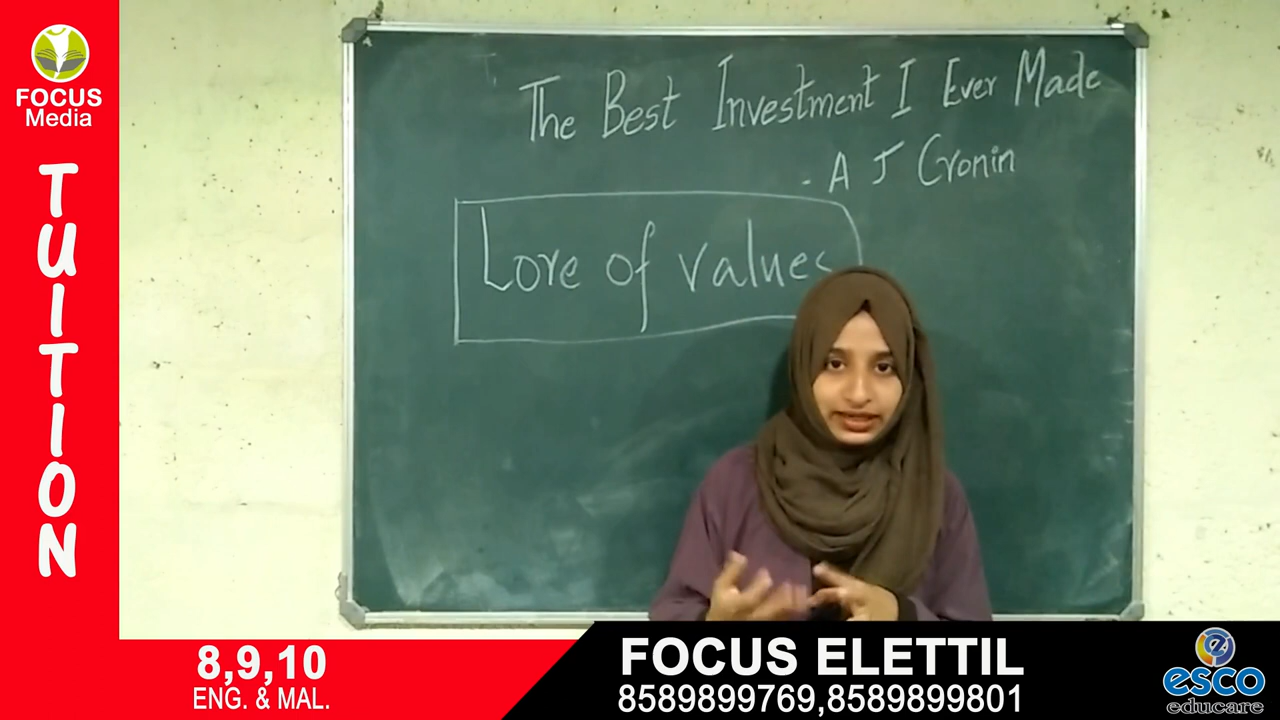 FOCUS
Media
TUITION
The Best Investment I Ever Made
- A J Cronin
Lore of values
8,9,10
ENG. & MAL.
FOCUS ELETTIL
8589899769,8589899801
esco
educare